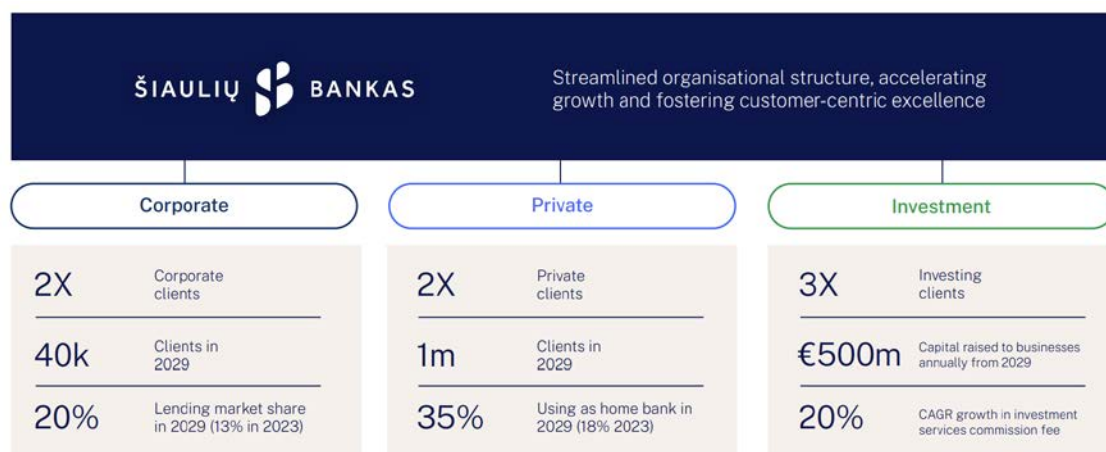 ŠIAULIŲ BANKAS
Streamlined organisational structure, accelerating
growth and fostering customer-centric excellence
Corporate
2X
Corporate
clients
40k
Clients in
2029
20%
Lending market share
in 2029 (13% in 2023)
Private
2X
Private
clients
1m
Clients in
2029
35%
Using as home bank in
2029 (18% 2023)
Investment
3X
Investing
clients
€500m
Capital raised to businesses
annually from 2029
20%
CAGR growth in investment
services commission fee